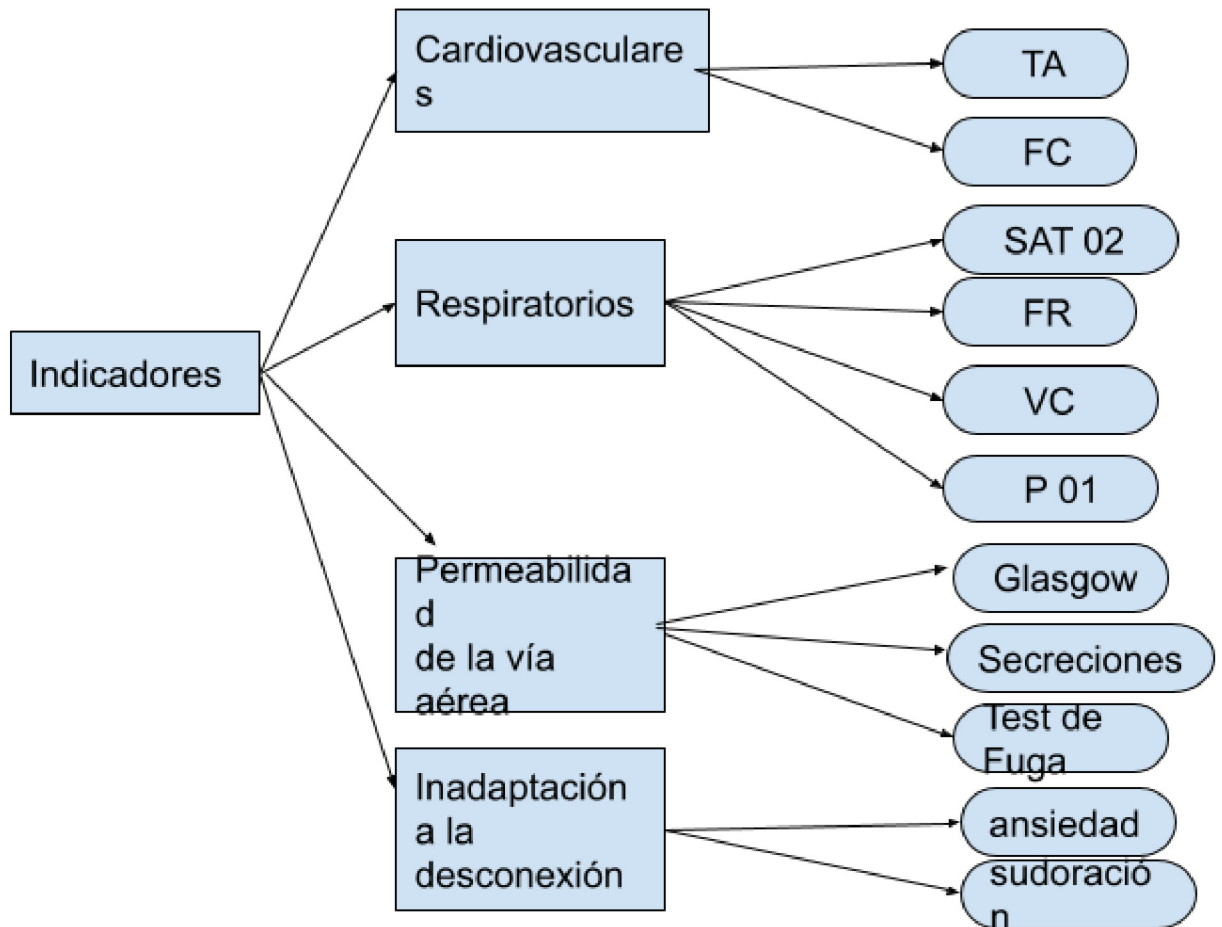 Indicadores
Cardiovasculare
s
TA
FC
Respiratorios
SAT 02
FR
VC
P 01
Permeabilida
d
de la vía
aérea
Glasgow
Secreciones
Test de
Fuga
Inadaptación
a la
desconexión
ansiedad
sudoració
n